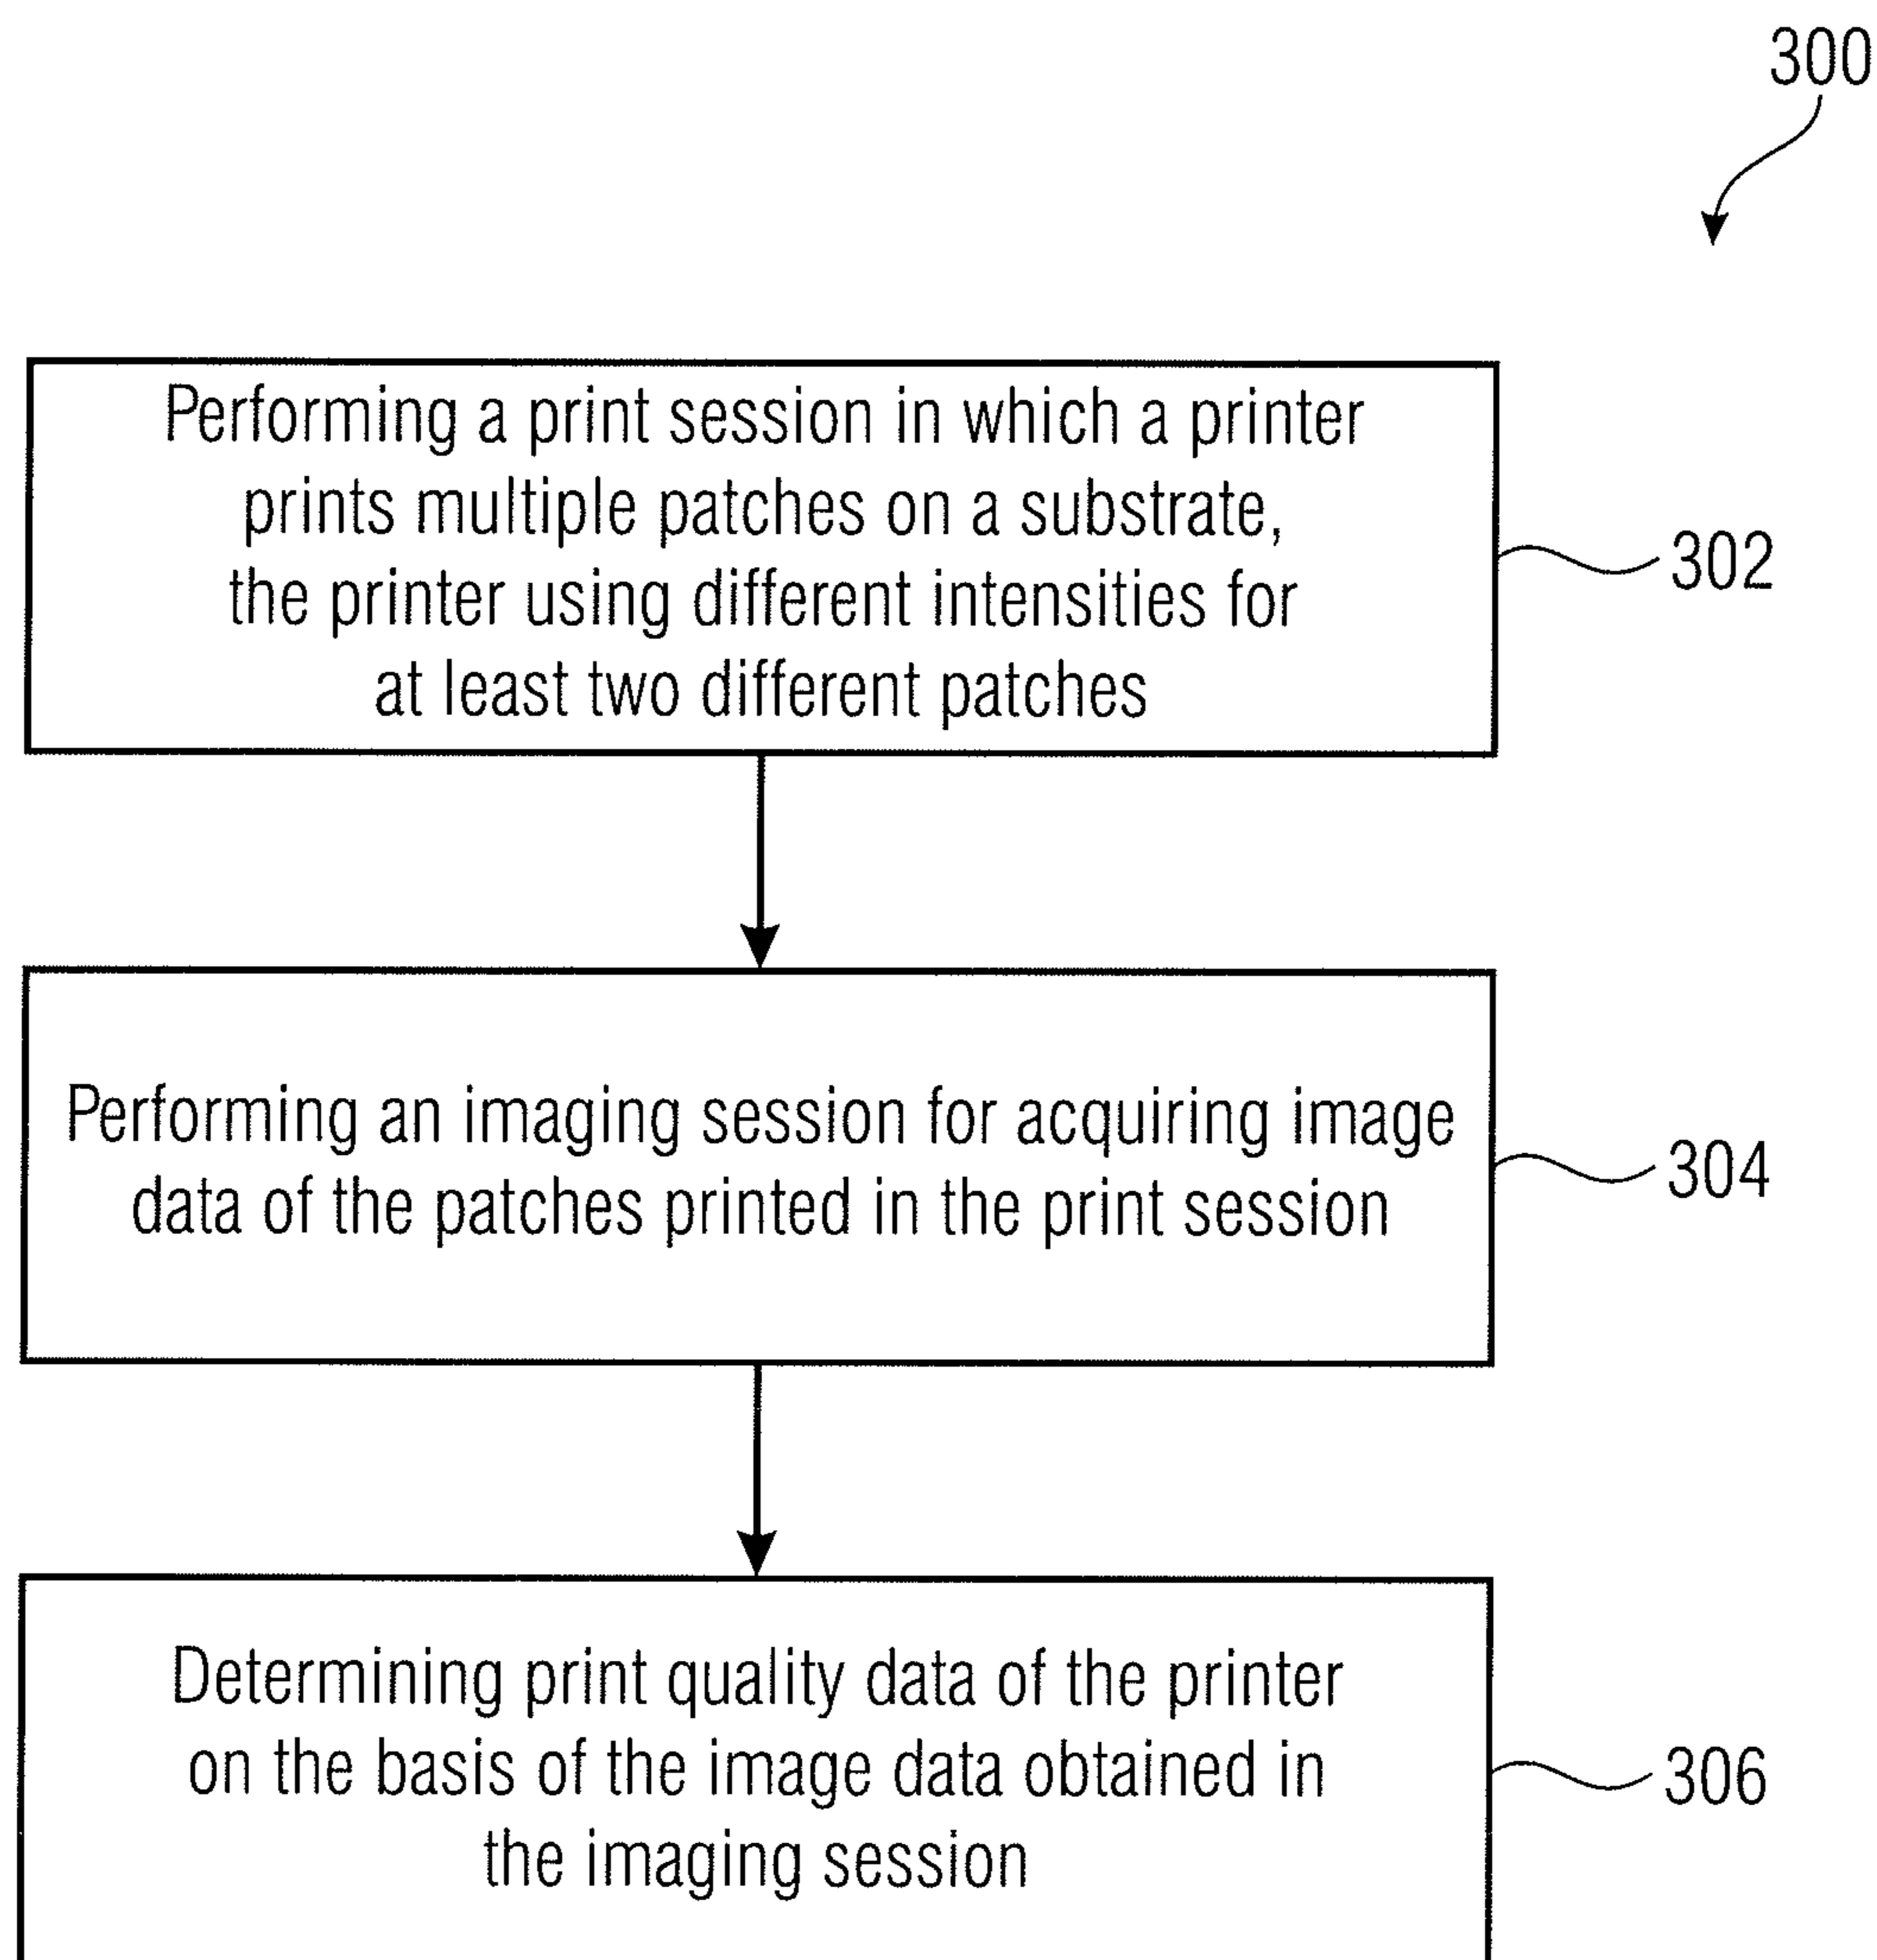 300
Performing a print session in which a printer
prints multiple patches on a substrate,
the printer using different intensities for
at least two different patches
302
Performing an imaging session for acquiring image
data of the patches printed in the print session
304
Determining print quality data of the printer
on the basis of the image data obtained in
the imaging session
306